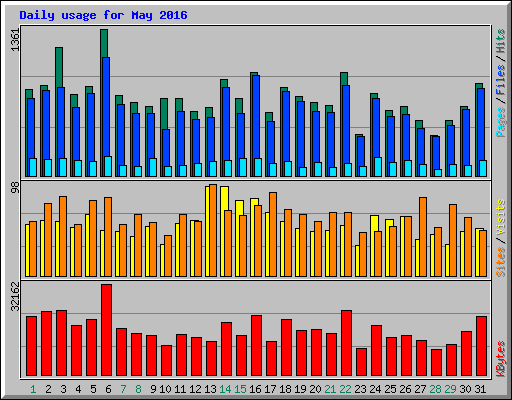 Daily usage for May 2016
1361
Pages / Files / Hits
98
Sites / Visits
32162
KBytes
1 2 3 4 5 6 7 8 9 10 11 12 13 14 15 16 17 18 19 20 21 22 23 24 25 26 27 28 29 30 31